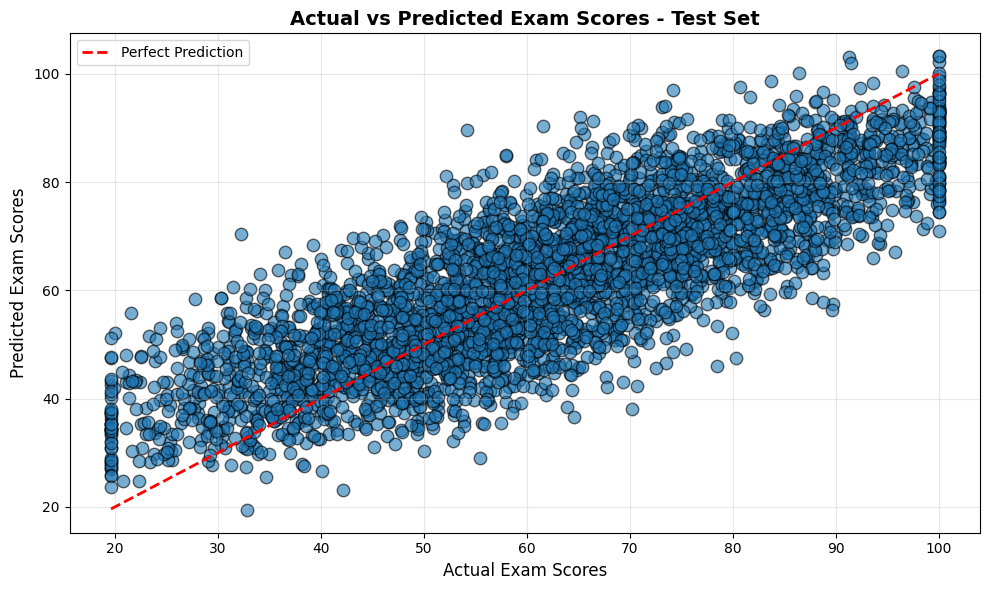 Actual vs Predicted Exam Scores - Test Set
Perfect Prediction
Predicted Exam Scores
100
80
60
40
20
20 30 40 50 60 70 80 90 100
Actual Exam Scores